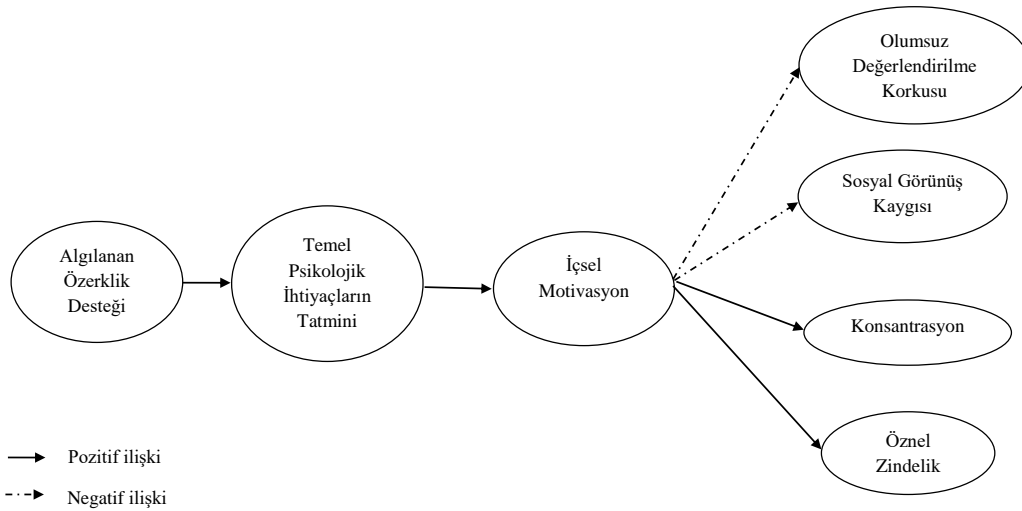 Algılanan
Özerklik
Desteği
Temel
Psikolojik
İhtiyaçların
Tatmini
İçsel
Motivasyon
Olumsuz
Değerlendirilme
Korkusu
Sosyal Görünüş
Kaygısı
Konsantrasyon
Öznel
Zindelik
Pozitif ilişki
Negatif ilişki